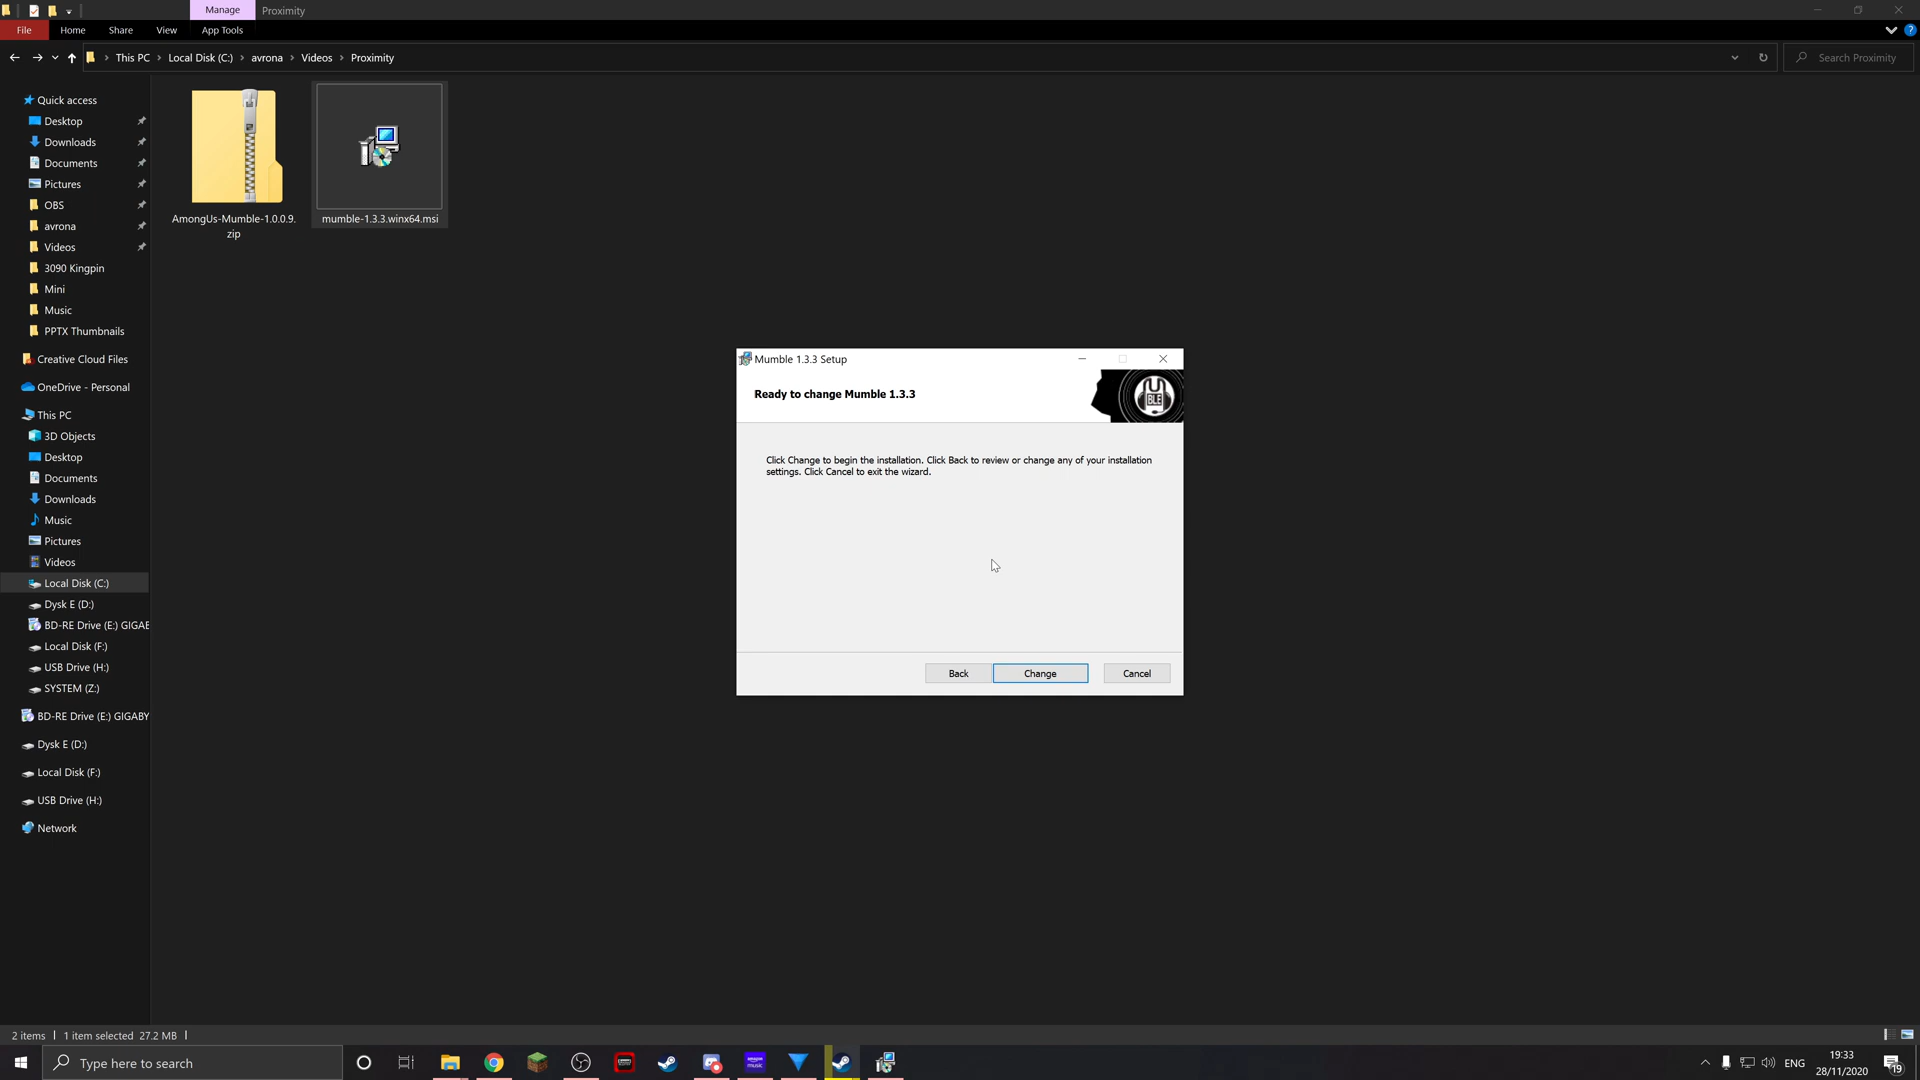 Manage
Proximity
File
Home
Share
View
App Tools
This PC
Local Disk (C:)
avrona
Videos
Proximity
Search Proximity
Quick access
Desktop
Downloads
Documents
Pictures
OBS
avrona
Videos
3090 Kingpin
Mini
Music
PPTX Thumbnails
Creative Cloud Files
OneDrive - Personal
This PC
3D Objects
Desktop
Documents
Downloads
Music
Pictures
Videos
Local Disk (C:)
Dysk E (D:)
BD-RE Drive (E:) GIGAB
Local Disk (F:)
USB Drive (H:)
SYSTEM (Z:)
BD-RE Drive (E:) GIGABY
Dysk E (D:)
Local Disk (F:)
USB Drive (H:)
Network
AmongUs-Mumble-1.0.0.9.
zip
mumble-1.3.3.winx64.msi
Mumble 1.3.3 Setup
Ready to change Mumble 1.3.3
BLE
Click Change to begin the installation. Click Back to review or change any of your installation
settings. Click Cancel to exit the wizard.
Back
Change
Cancel
2 items
1 item selected 27.2 MB
Type here to search
ENG
19:33
28/11/2020
19